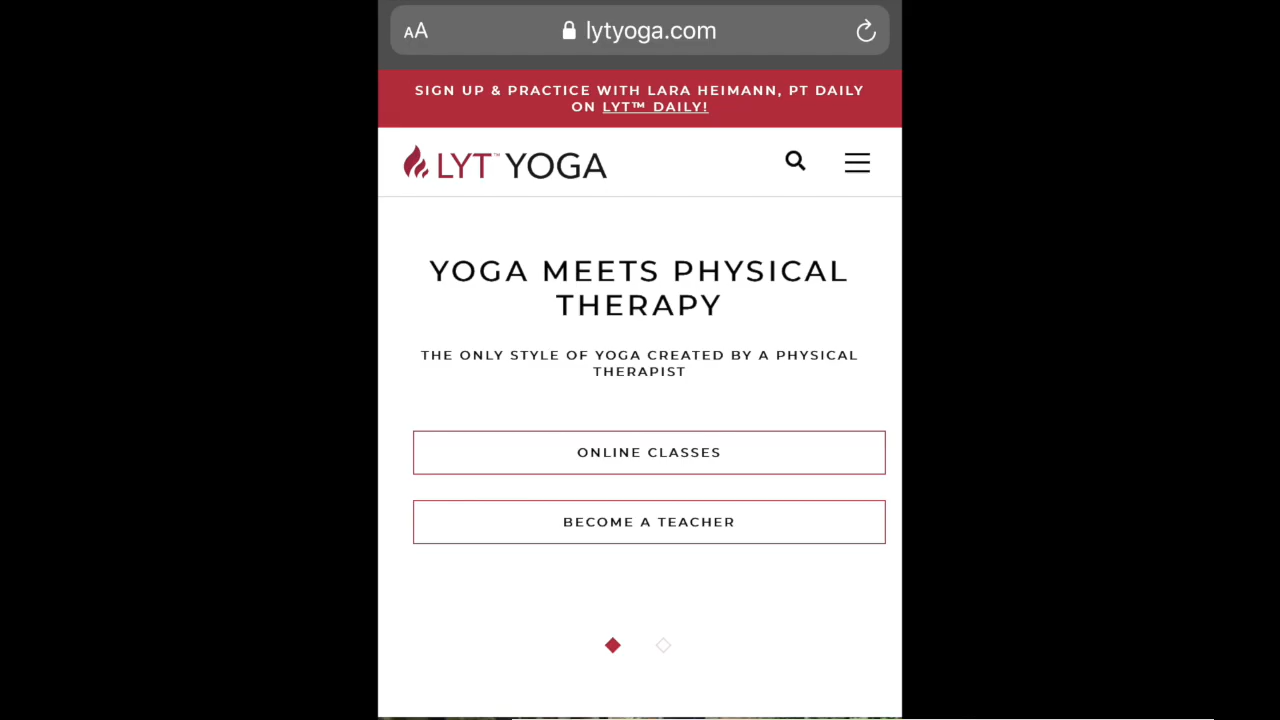 AA
lytyoga.com
SIGN UP & PRACTICE WITH LARA HEIMANN, PT DAILY
ON LYT™ DAILY!
LYT™ YOGA
YOGA MEETS PHYSICAL
THERAPY
THE ONLY STYLE OF YOGA CREATED BY A PHYSICAL
THERAPIST
ONLINE CLASSES
BECOME A TEACHER